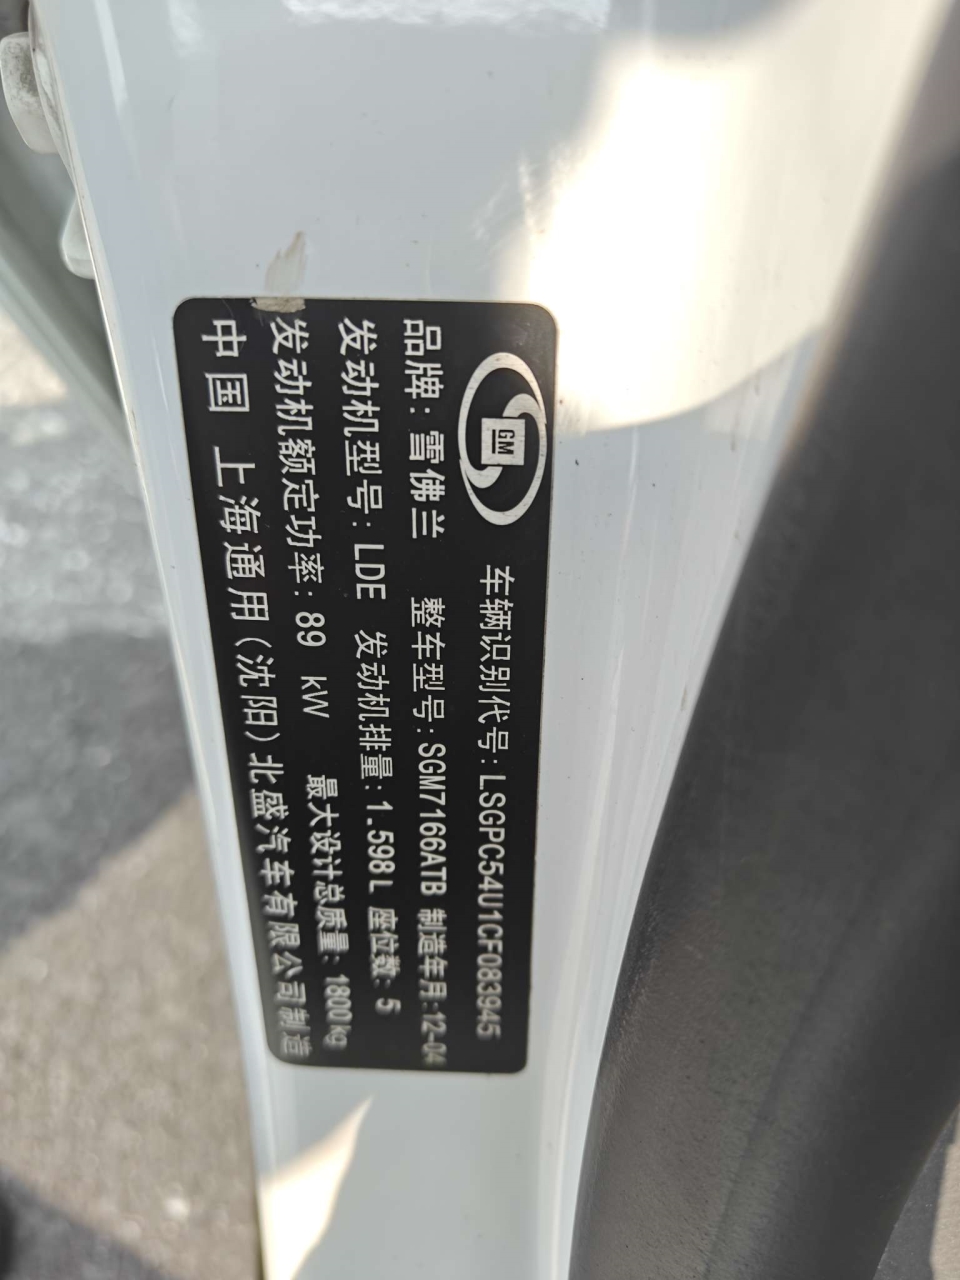 GM 车辆识别代号:LSGPC54U1CF083945
品牌:雪佛兰 整车型号:SGM7166ATB 制造年月:12-04
发动机型号:LDE 发动机排量:1.598L 座位数:5
发动机额定功率:89 kW 最大设计总质量:1800kg
中国 上海通用(沈阳)北盛汽车有限公司制造